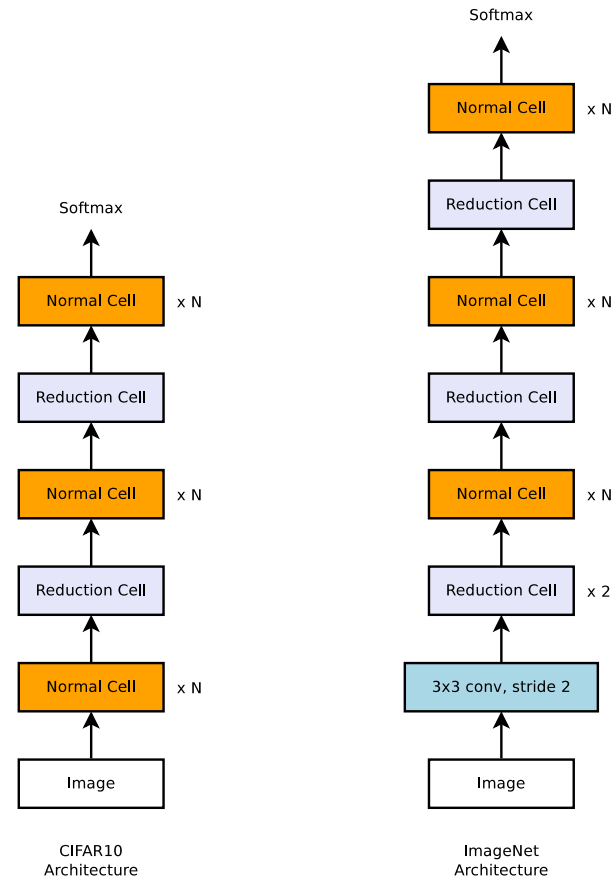 Softmax
Normal Cell x N
Reduction Cell
Normal Cell x N
Reduction Cell
Normal Cell x N
Image
CIFAR10
Architecture
Softmax
Normal Cell x N
Reduction Cell
Normal Cell x N
Reduction Cell
Normal Cell x N
Reduction Cell x 2
3x3 conv, stride 2
Image
ImageNet
Architecture